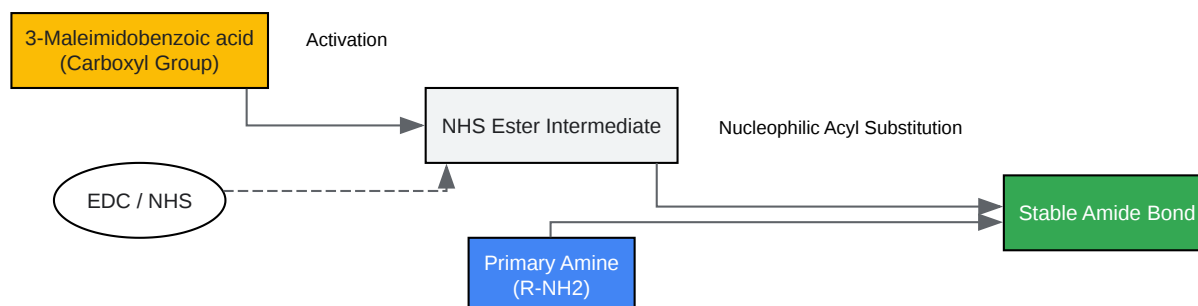 3-Maleimidobenzoic acid
(Carboxyl Group)
Activation
NHS Ester Intermediate
Nucleophilic Acyl Substitution
EDC / NHS
Stable Amide Bond
Primary Amine
(R-NH2)